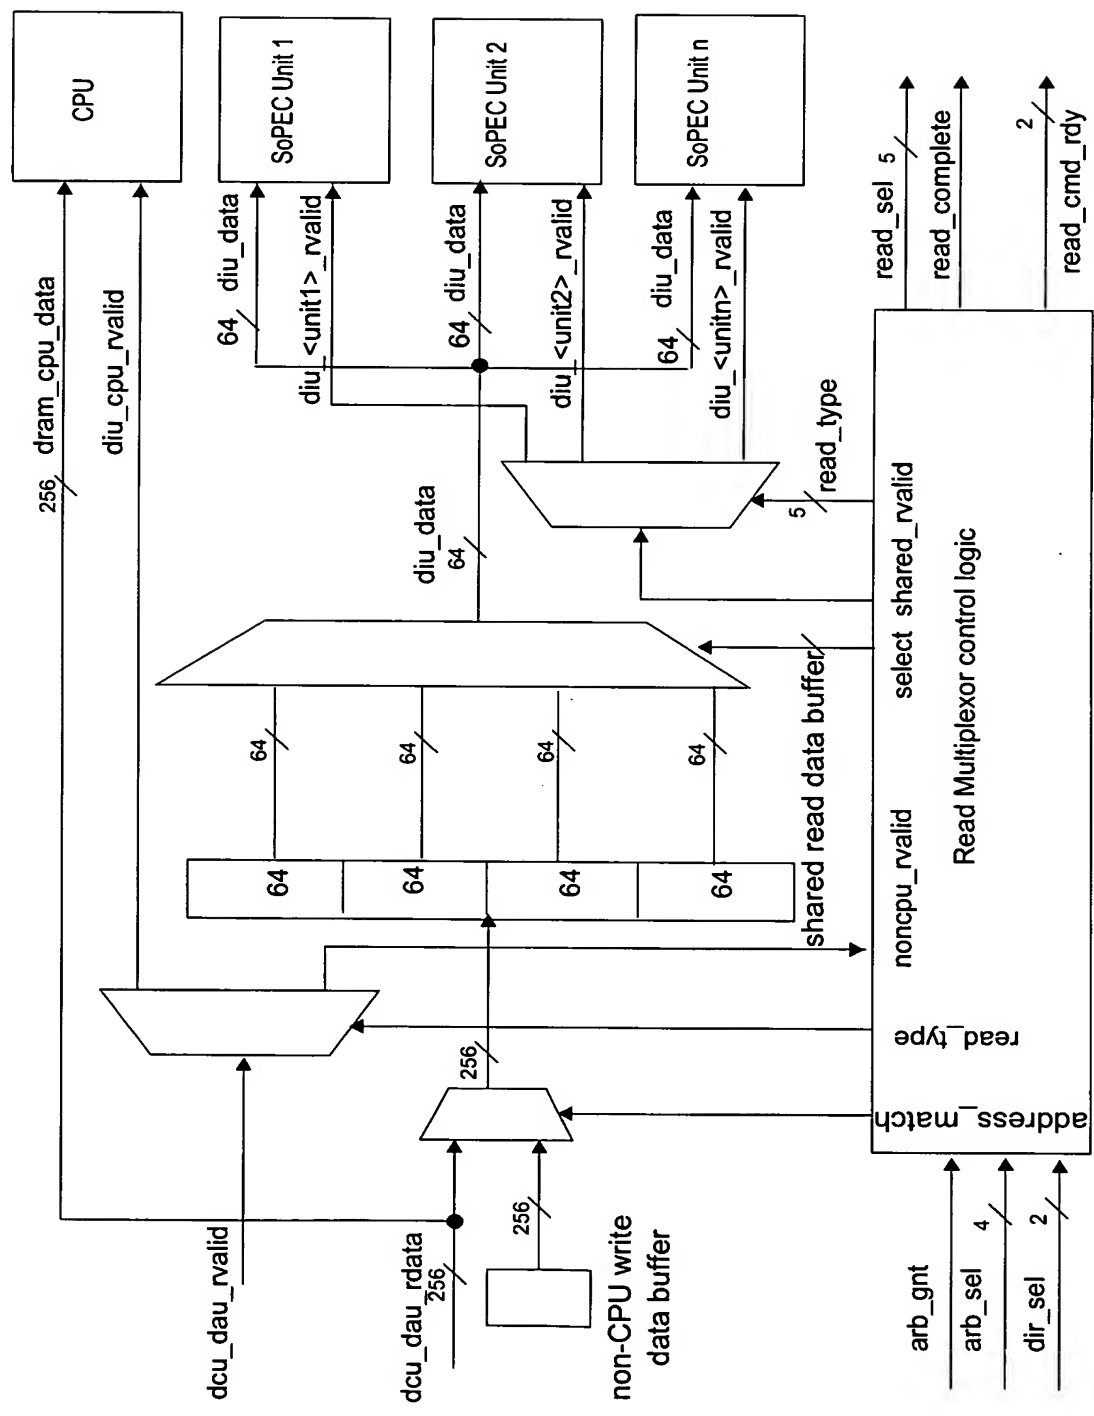 dram_cpu_data
256
CPU
diu_cpu_rvalid
dcu_dau_rvalid
64
64
diu_data
SoPEC Unit 1
diu_<unit1>_rvalid
dcu_dau_rdata
256
256
64
64
diu_data
64
64
diu_data
SoPEC Unit 2
256
non-CPU write
data buffer
64
64
diu_<unit2>_rvalid
64
64
64
diu_data
SoPEC Unit n
diu_<unitn>_rvalid
shared read data buffer
5
read_type
address_match
read_type
noncpu_rvalid
select
shared_rvalid
Read Multiplexor control logic
arb_gnt
arb_sel
4
dir_sel
2
read_sel
5
read_complete
2
read_cmd_rdy